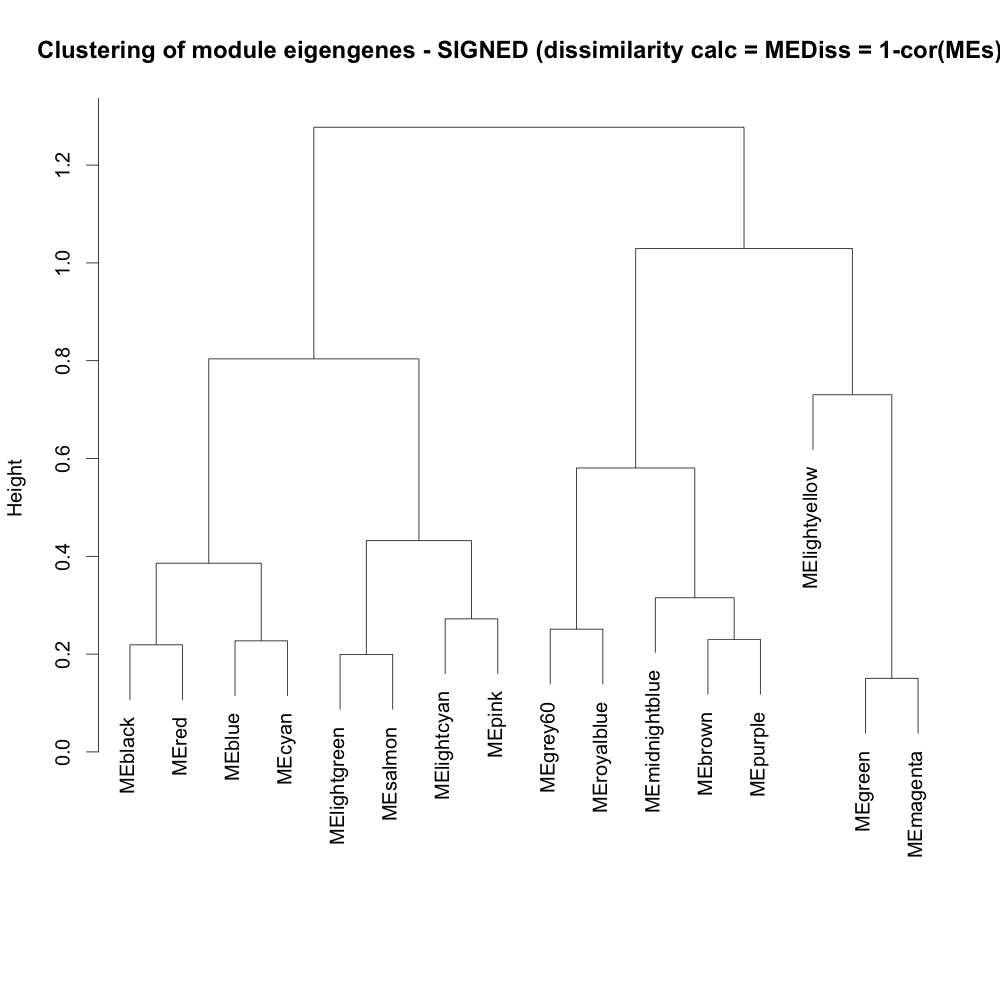 Clustering of module eigengenes - SIGNED (dissimilarity calc = MEDiss = 1-cor(MEs)
Height
1.2
1.0
0.8
0.6
0.4
0.2
0.0
MEblack
MEred
MEblue
MEcyan
MElightgreen
MEsalmon
MElightcyan
MEpink
MEgrey60
MEroyalblue
MEmidnightblue
MEbrown
MEpurple
MElightyellow
MEgreen
MEmagenta